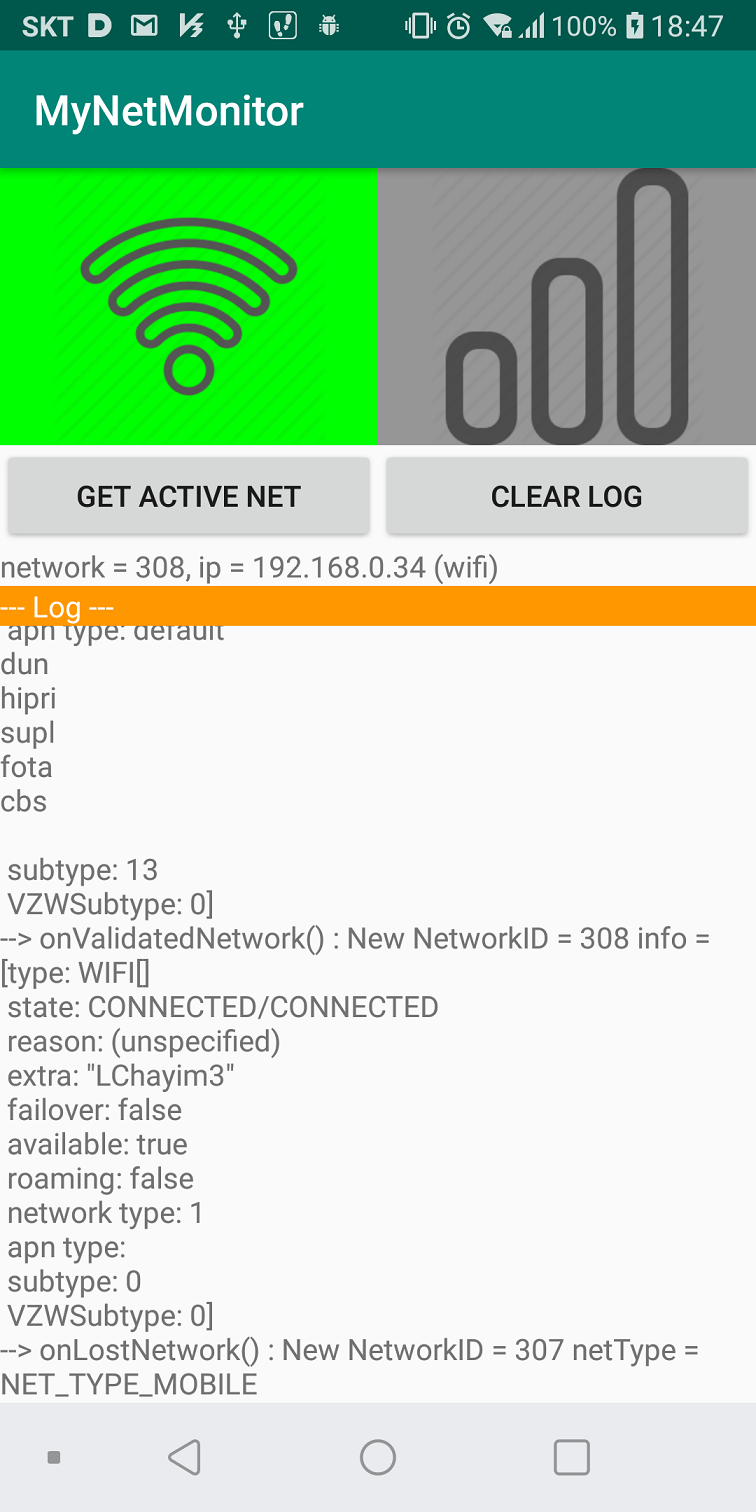 SKT 100% 18:47
MyNetMonitor
GET ACTIVE NET
CLEAR LOG
network = 308, ip = 192.168.0.34 (wifi)
--- Log ---
apn type: default
dun
hipri
supl
fota
cbs
subtype: 13
VZWSubtype: 0]
--> onValidatedNetwork() : New NetworkID = 308 info =
[type: WIFI[]
state: CONNECTED/CONNECTED
reason: (unspecified)
extra: "LChayim3"
failover: false
available: true
roaming: false
network type: 1
apn type:
subtype: 0
VZWSubtype: 0]
--> onLostNetwork() : New NetworkID = 307 netType =
NET_TYPE_MOBILE